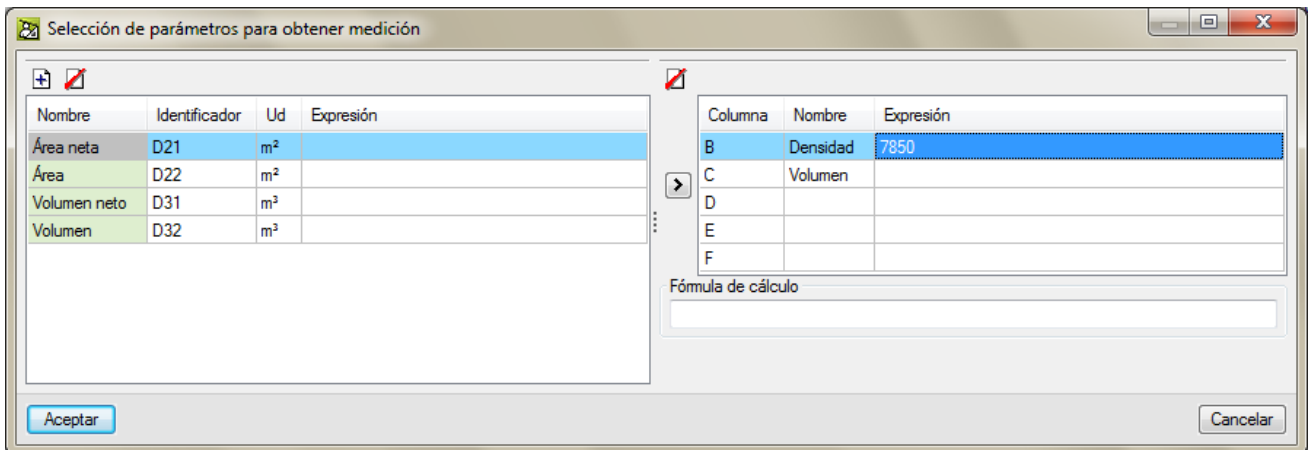 Selección de parámetros para obtener medición
Nombre Identificador Ud Expresión
Área neta D21 m²
Área D22 m²
Volumen neto D31 m³
Volumen D32 m³
Columna Nombre Expresión
B Densidad 7850
C Volumen
D
E
F
Fórmula de cálculo
Aceptar Cancelar